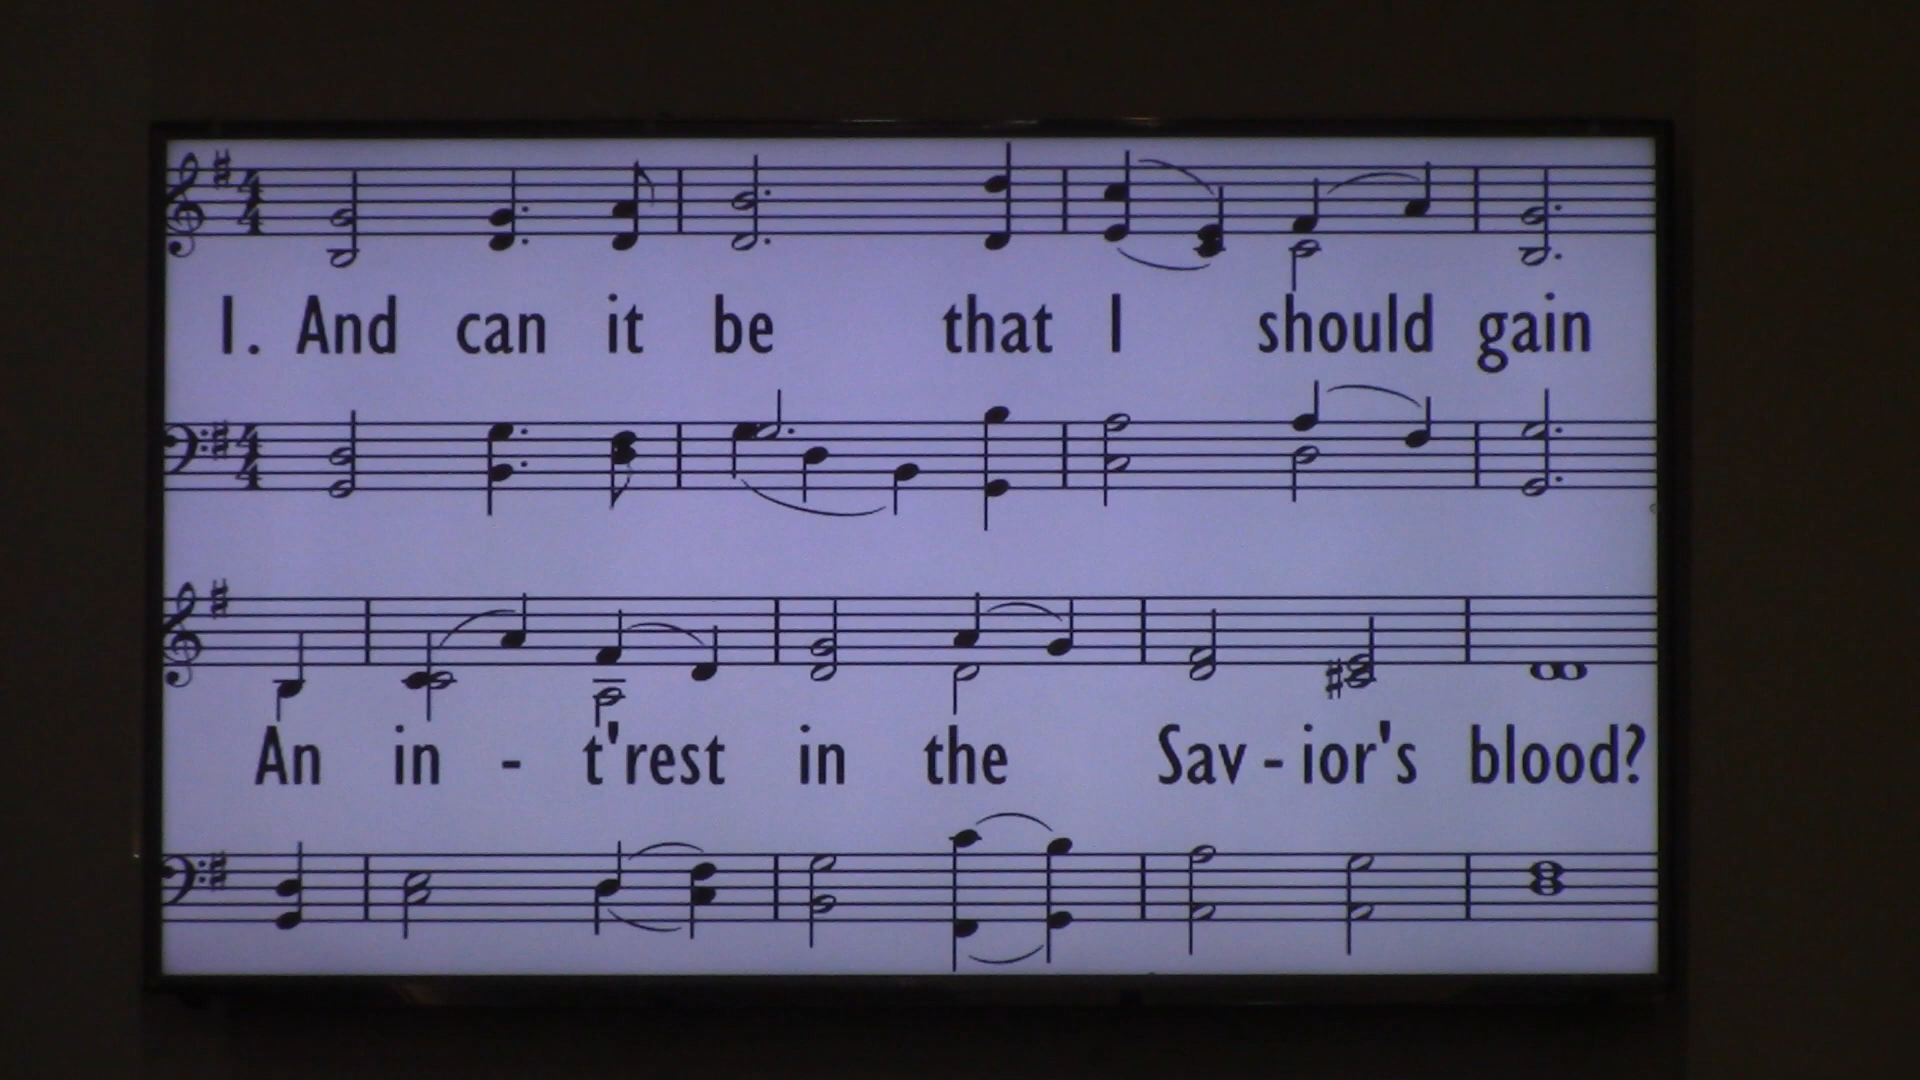 1. And can it be that I should gain
An in - t'rest in the Sav - ior's blood?